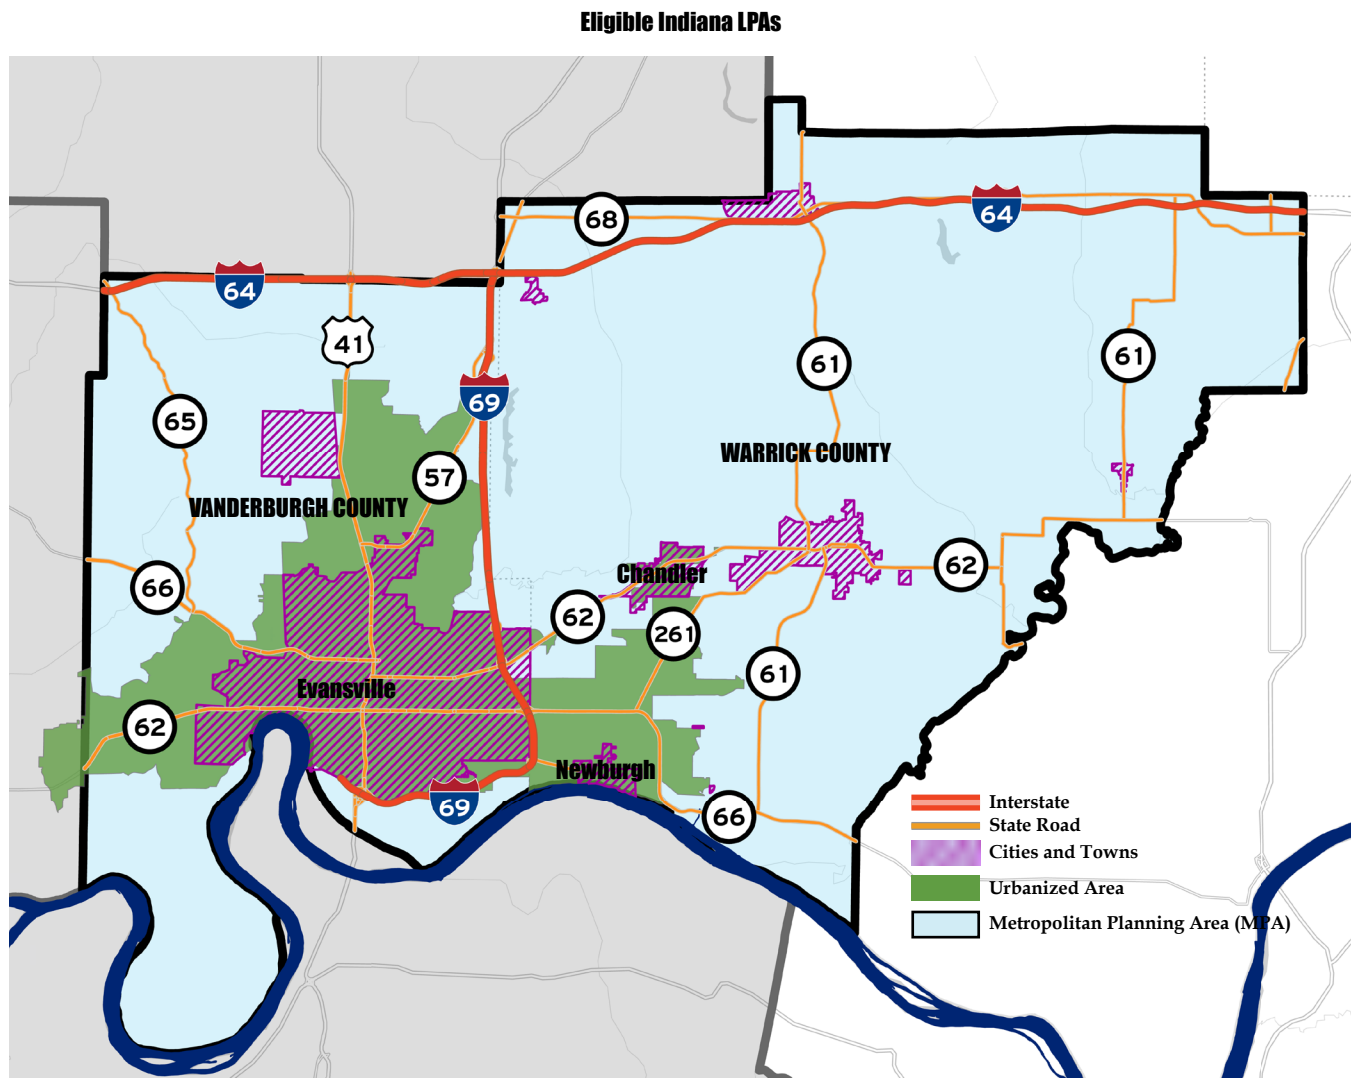 Eligible Indiana LPAs
68
64
64
41
61
61
69
65
WARRICK COUNTY
57
VANDERBURGH COUNTY
62
Chandler
66
62
261
61
Evansville
62
Newburgh
69
66
Interstate
State Road
Cities and Towns
Urbanized Area
Metropolitan Planning Area (MPA)